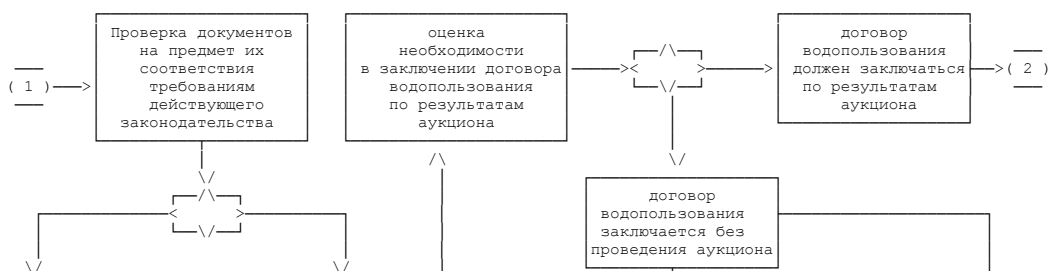 Проверка документов
на предмет их
соответствия
требованиям
действующего
законодательства
оценка
необходимости
в заключении договора
водопользования
по результатам
аукциона
договор
водопользования
должен заключаться
по результатам
аукциона
( 1 )
( 2 )
договор
водопользования
заключается без
проведения аукциона